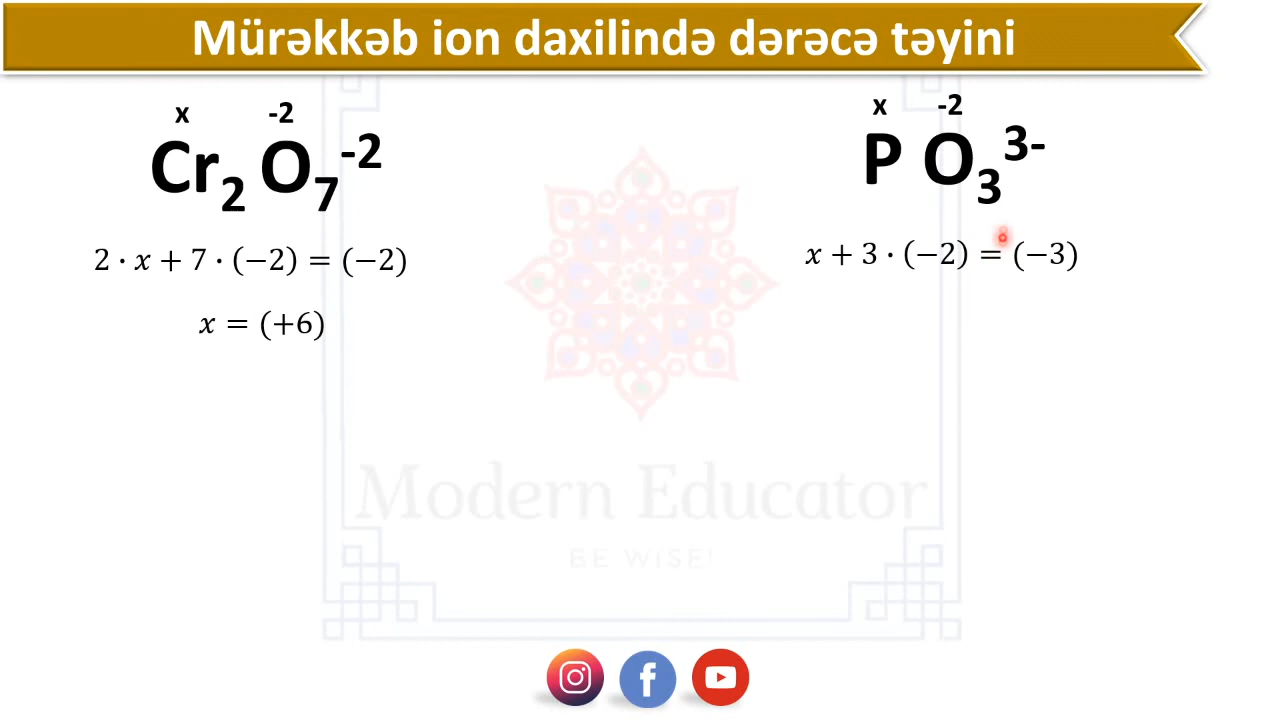 Mürəkkəb ion daxilində dərəcə təyini
x -2
Cr₂ O₇⁻²
2 · x + 7 · (−2) = (−2)
x = (+6)
x -2
P O₃³⁻
x + 3 · (−2) = (−3)
Modern Educator
BE WISE!